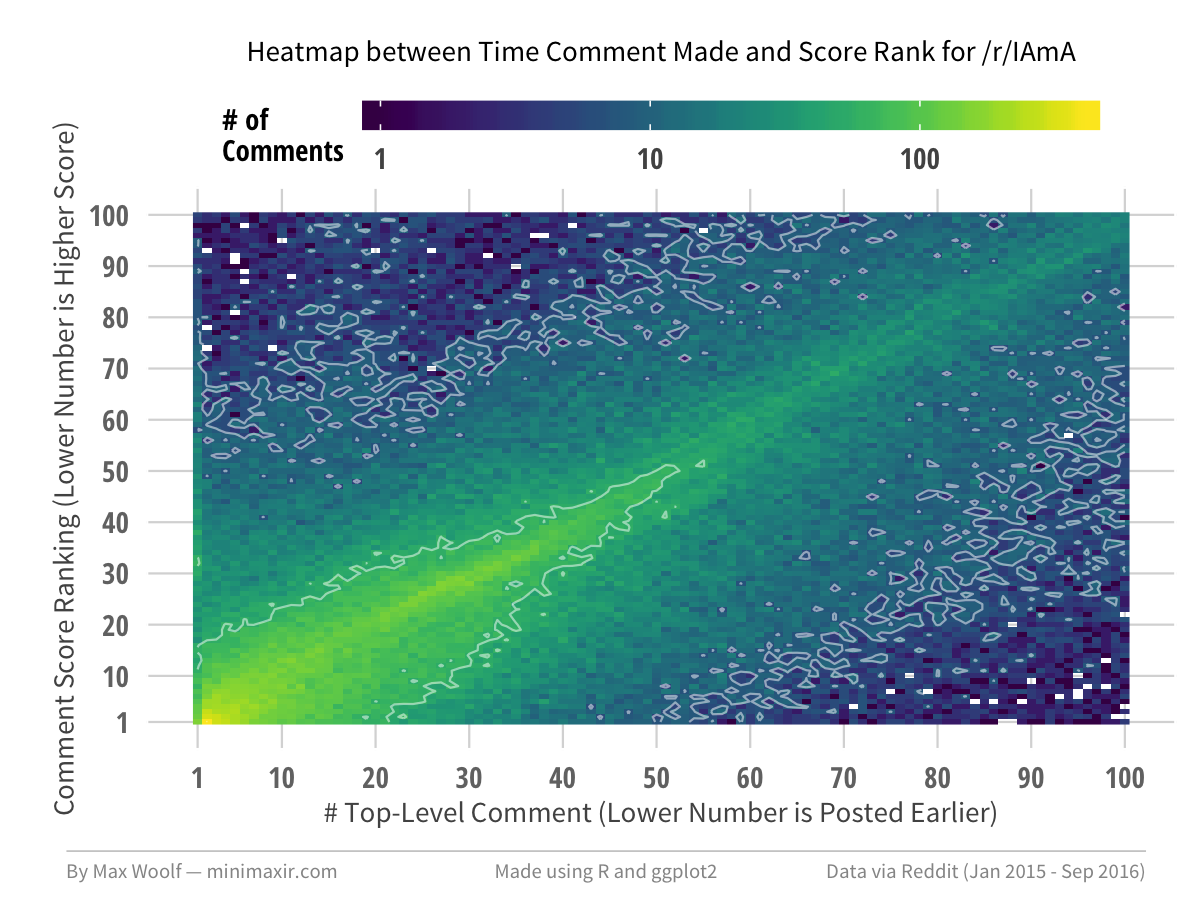 Heatmap between Time Comment Made and Score Rank for /r/IAmA
# of
Comments
1 10 100
Comment Score Ranking (Lower Number is Higher Score)
100
90
80
70
60
50
40
30
20
10
1
1 10 20 30 40 50 60 70 80 90 100
# Top-Level Comment (Lower Number is Posted Earlier)
By Max Woolf — minimaxir.com
Made using R and ggplot2
Data via Reddit (Jan 2015 - Sep 2016)